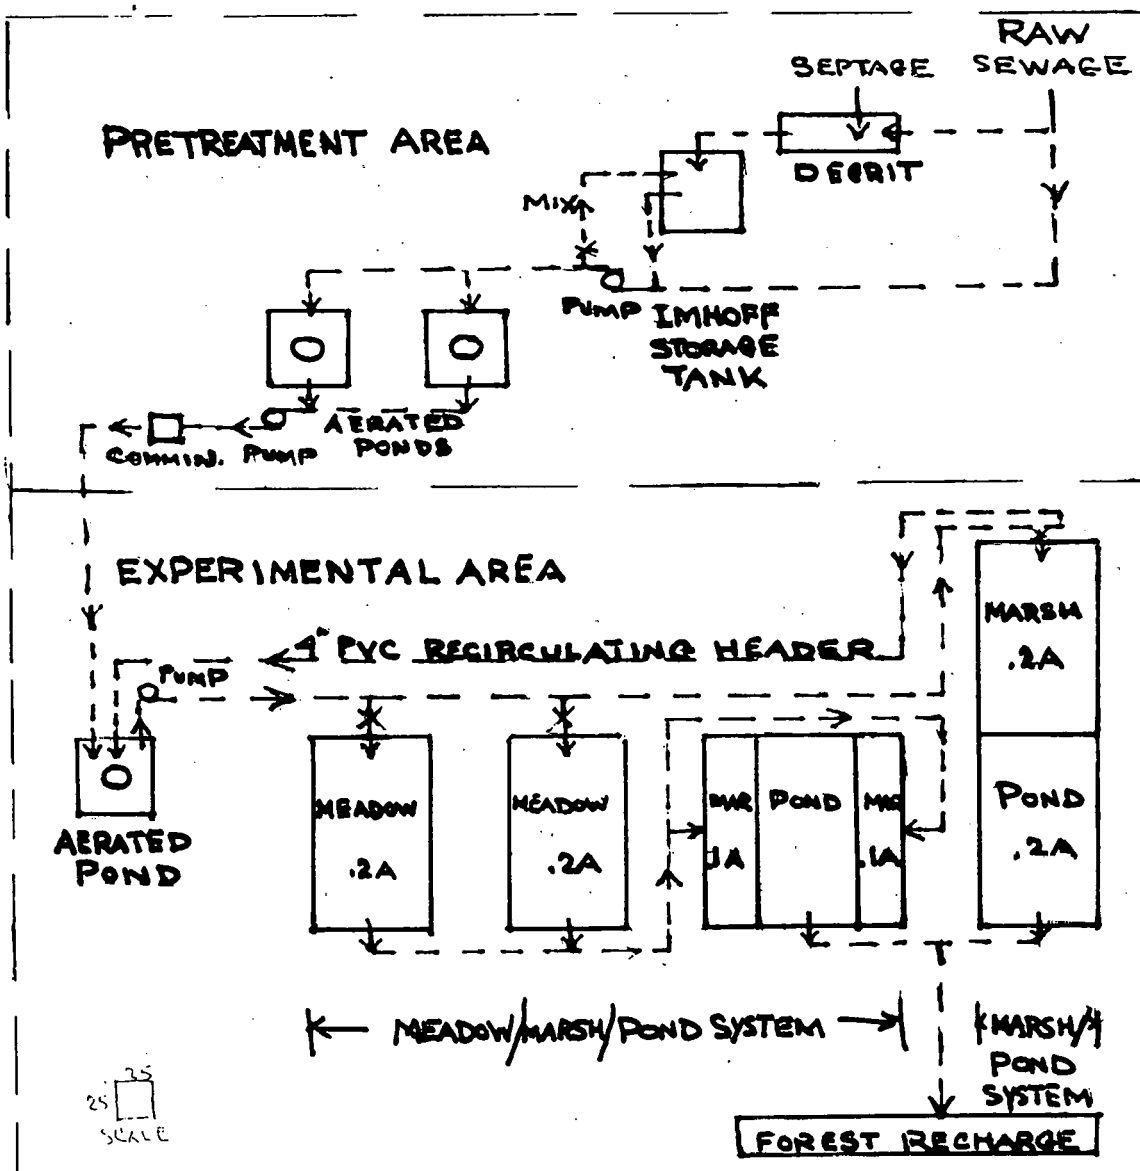 RAW
SEPTAGE SEWAGE
PRETREATMENT AREA
DEGRIT
MIX
PUMP IMHOFF
STORAGE
TANK
O O
AERATED
PONDS
COMMIN. PUMP
EXPERIMENTAL AREA
MARSH
.2A
4" PVC RECIRCULATING HEADER
PUMP
O
MEADOW
.2A
MEADOW
.2A
MAR
.1A
POND
MAR
.1A
POND
.2A
AERATED
POND
MEADOW/MARSH/POND SYSTEM
MARSH/
POND
SYSTEM
25
25
SCALE
FOREST RECHARGE